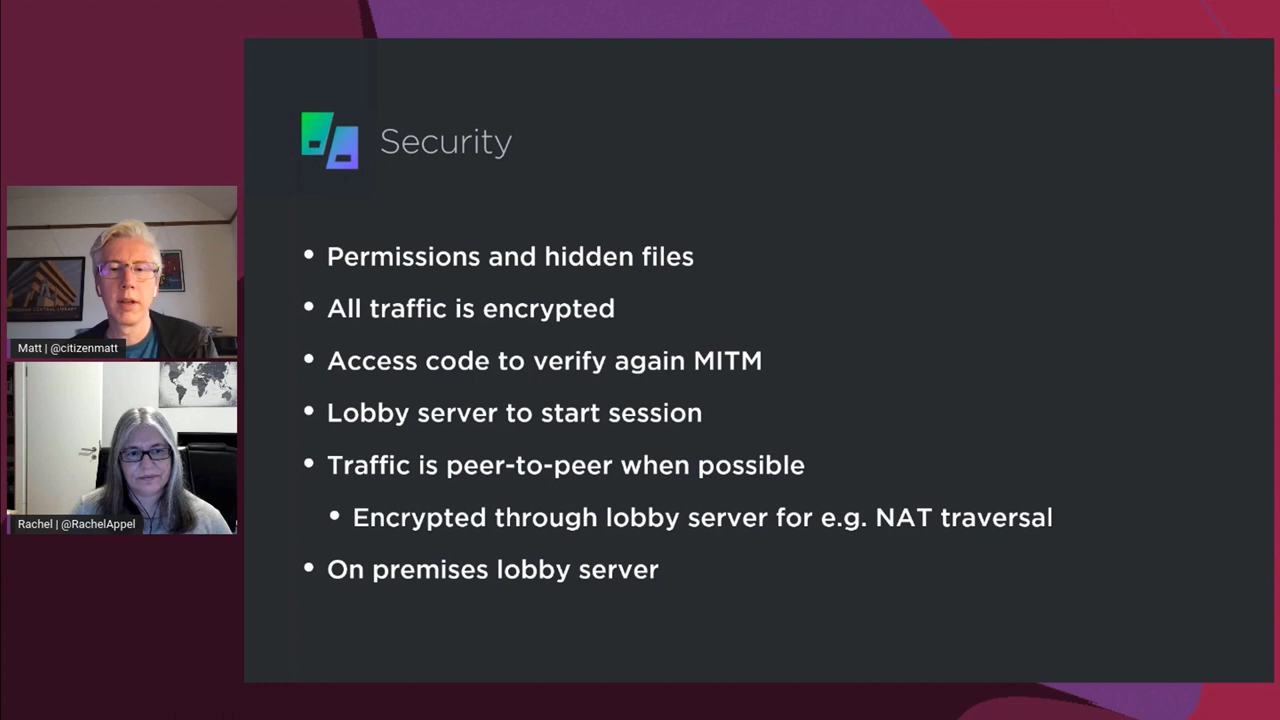 Security
• Permissions and hidden files
• All traffic is encrypted
• Access code to verify again MITM
• Lobby server to start session
• Traffic is peer-to-peer when possible
• Encrypted through lobby server for e.g. NAT traversal
• On premises lobby server
Matt | @citizenmatt
Rachel | @RachelAppel